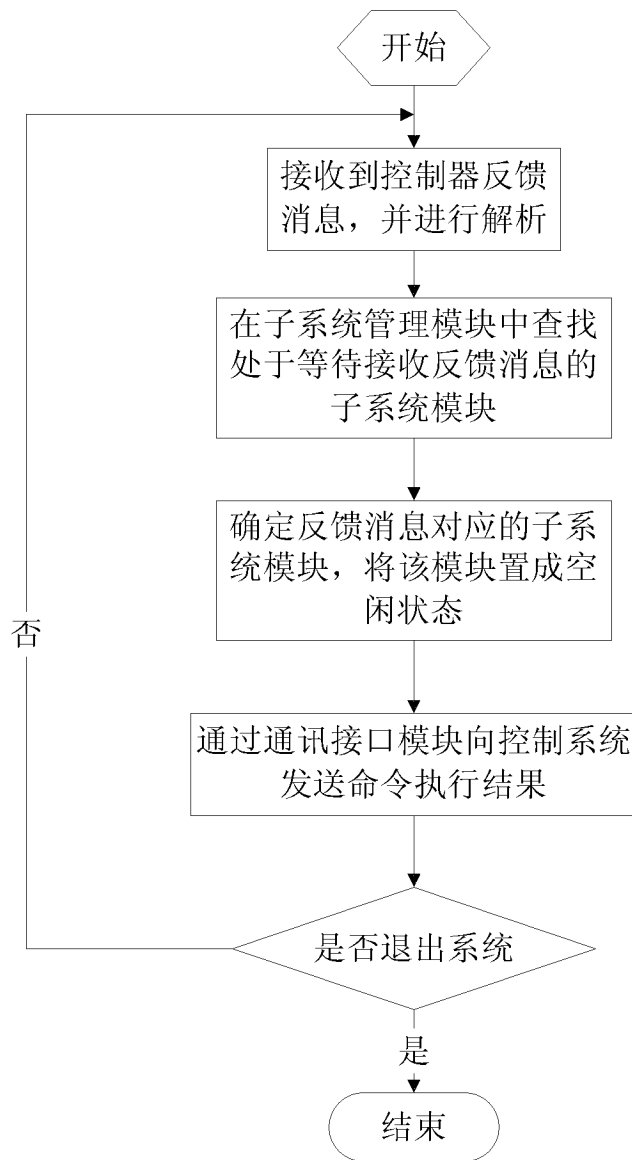 开始
接收到控制器反馈
消息，并进行解析
在子系统管理模块中查找
处于等待接收反馈消息的
子系统模块
确定反馈消息对应的子系
统模块，将该模块置成空
闲状态
否
通过通讯接口模块向控制系统
发送命令执行结果
是否退出系统
是
结束